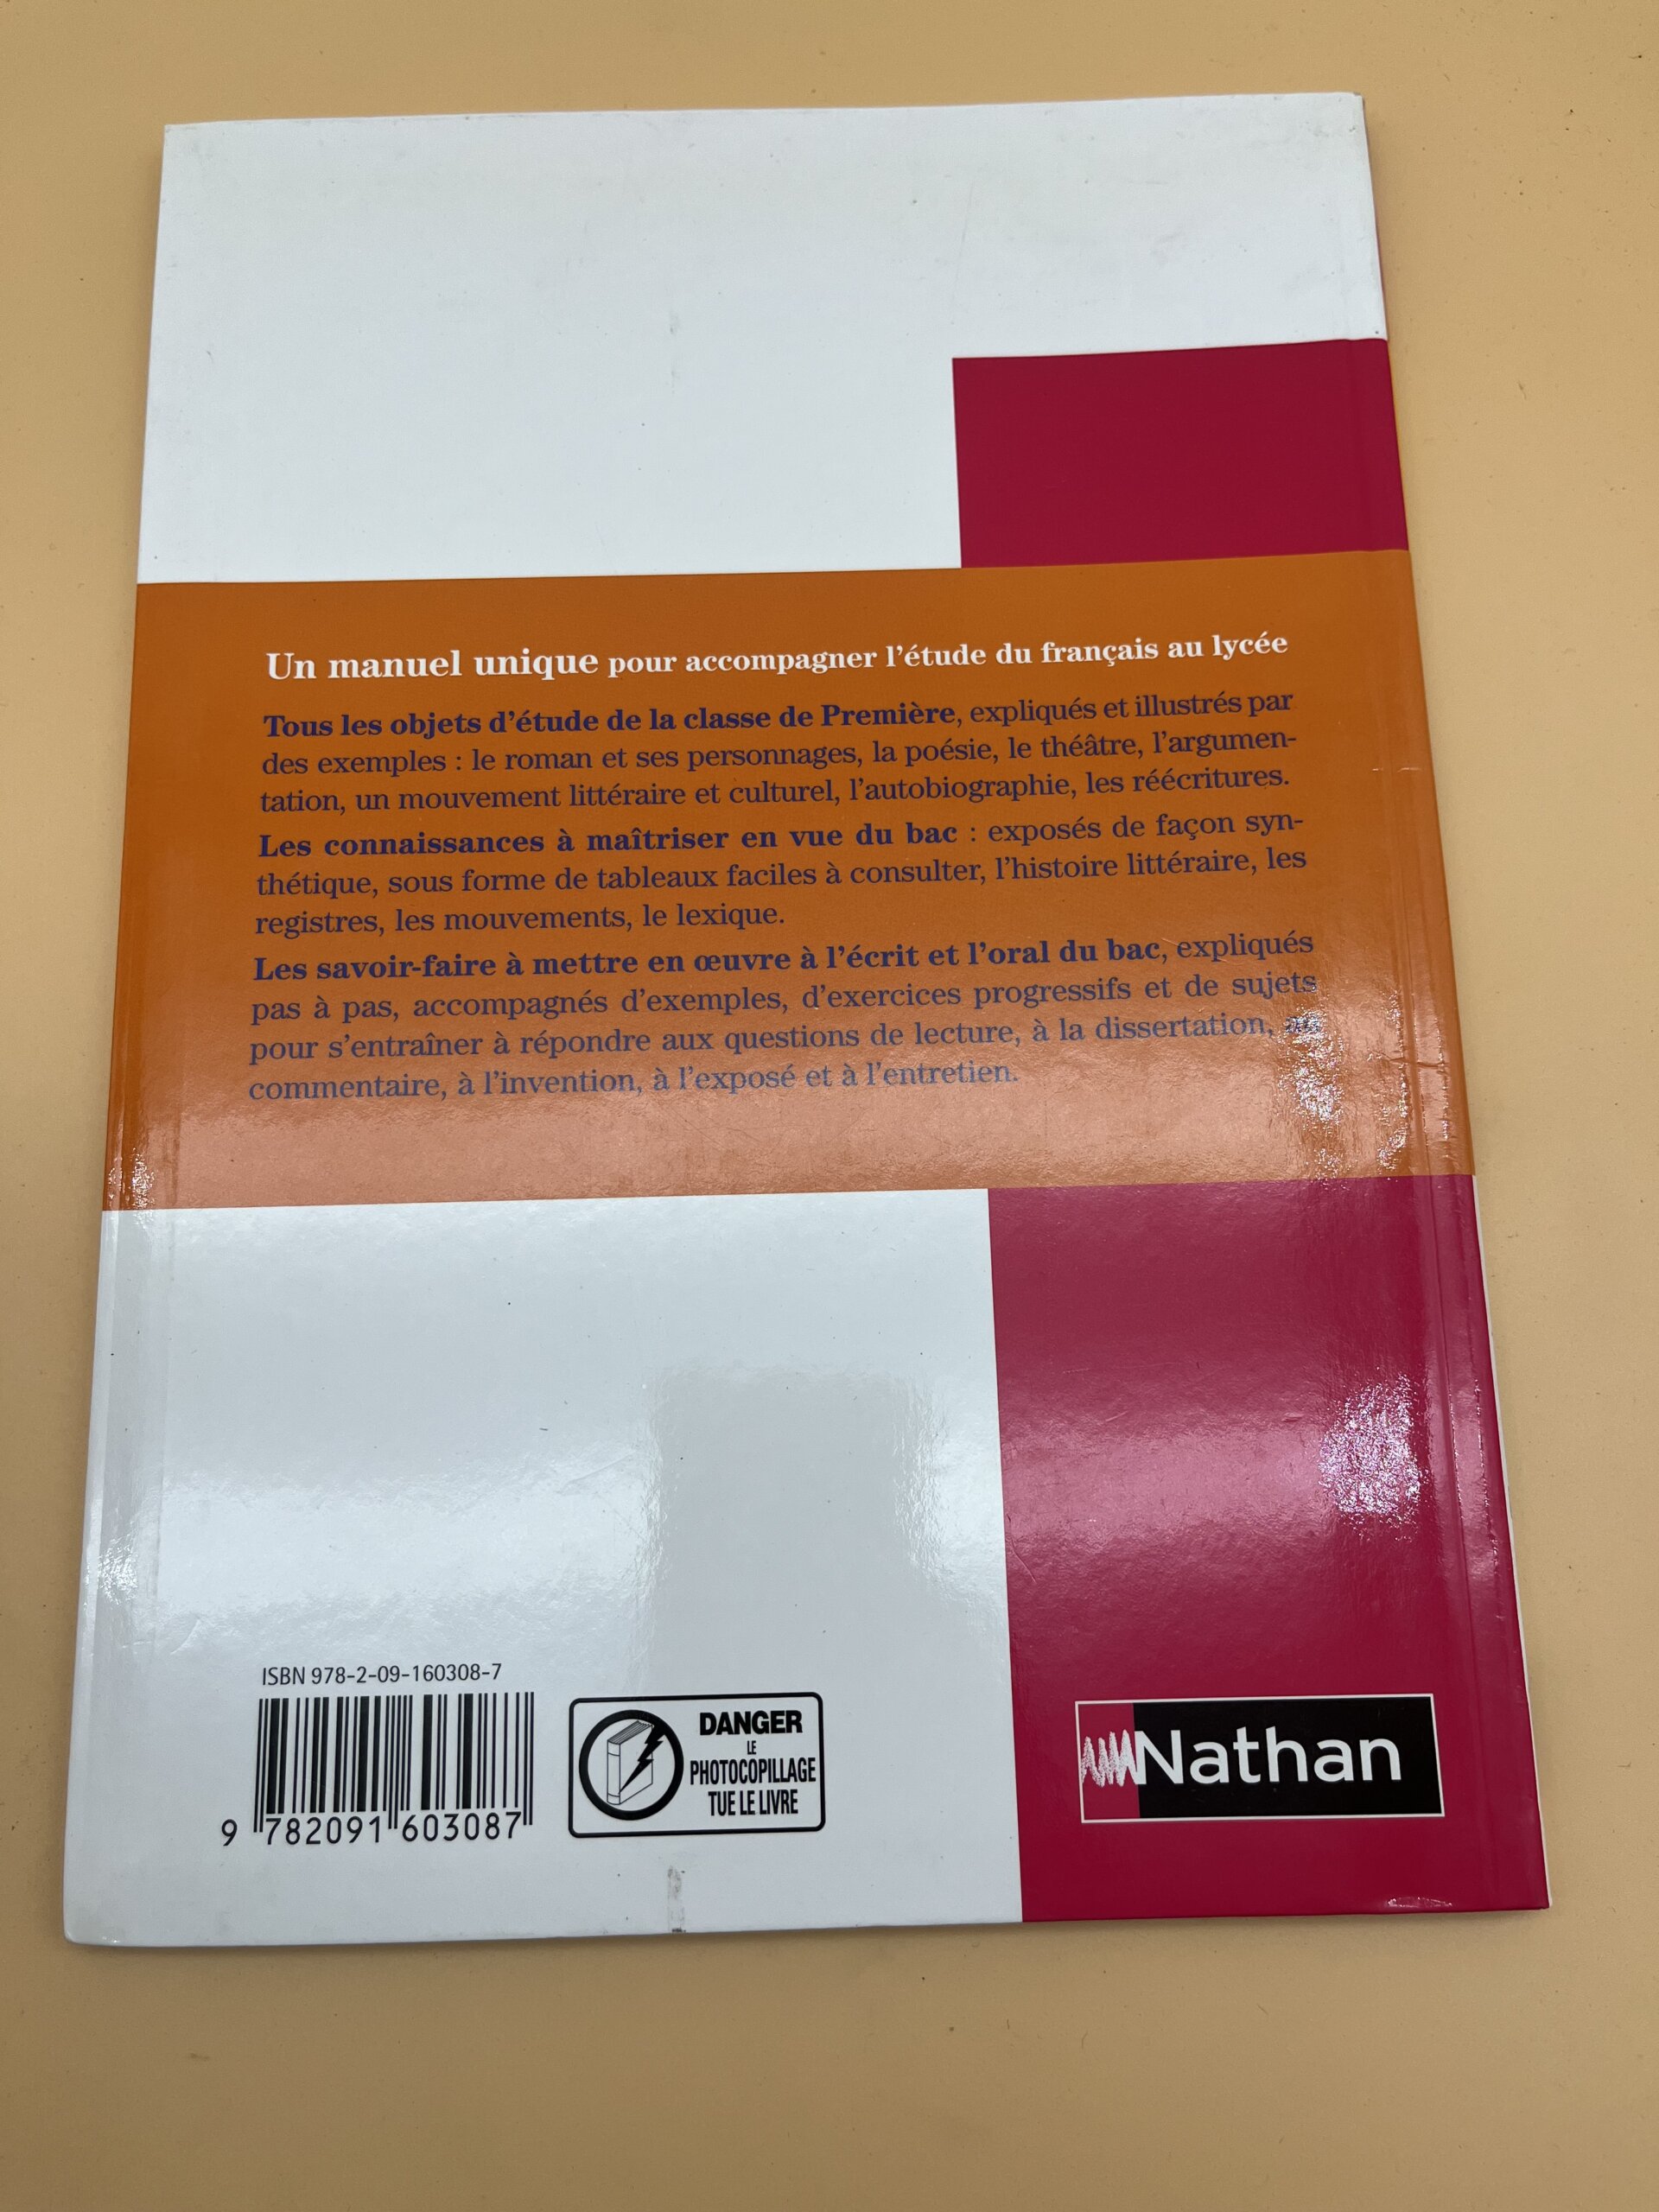 Un manuel unique pour accompagner l'étude du français au lycée
Tous les objets d'étude de la classe de Première, expliqués et illustrés par
des exemples : le roman et ses personnages, la poésie, le théâtre, l'argumen-
tation, un mouvement littéraire et culturel, l'autobiographie, les réécritures.
Les connaissances à maîtriser en vue du bac : exposés de façon syn-
thétique, sous forme de tableaux faciles à consulter, l'histoire littéraire, les
registres, les mouvements, le lexique.
Les savoir-faire à mettre en œuvre à l'écrit et l'oral du bac, expliqués
pas à pas, accompagnés d'exemples, d'exercices progressifs et de sujets
pour s'entraîner à répondre aux questions de lecture, à la dissertation, au
commentaire, à l'invention, à l'exposé et à l'entretien.
ISBN 978-2-09-160308-7
9 782091 603087
DANGER
LE
PHOTOCOPILLAGE
TUE LE LIVRE
Nathan